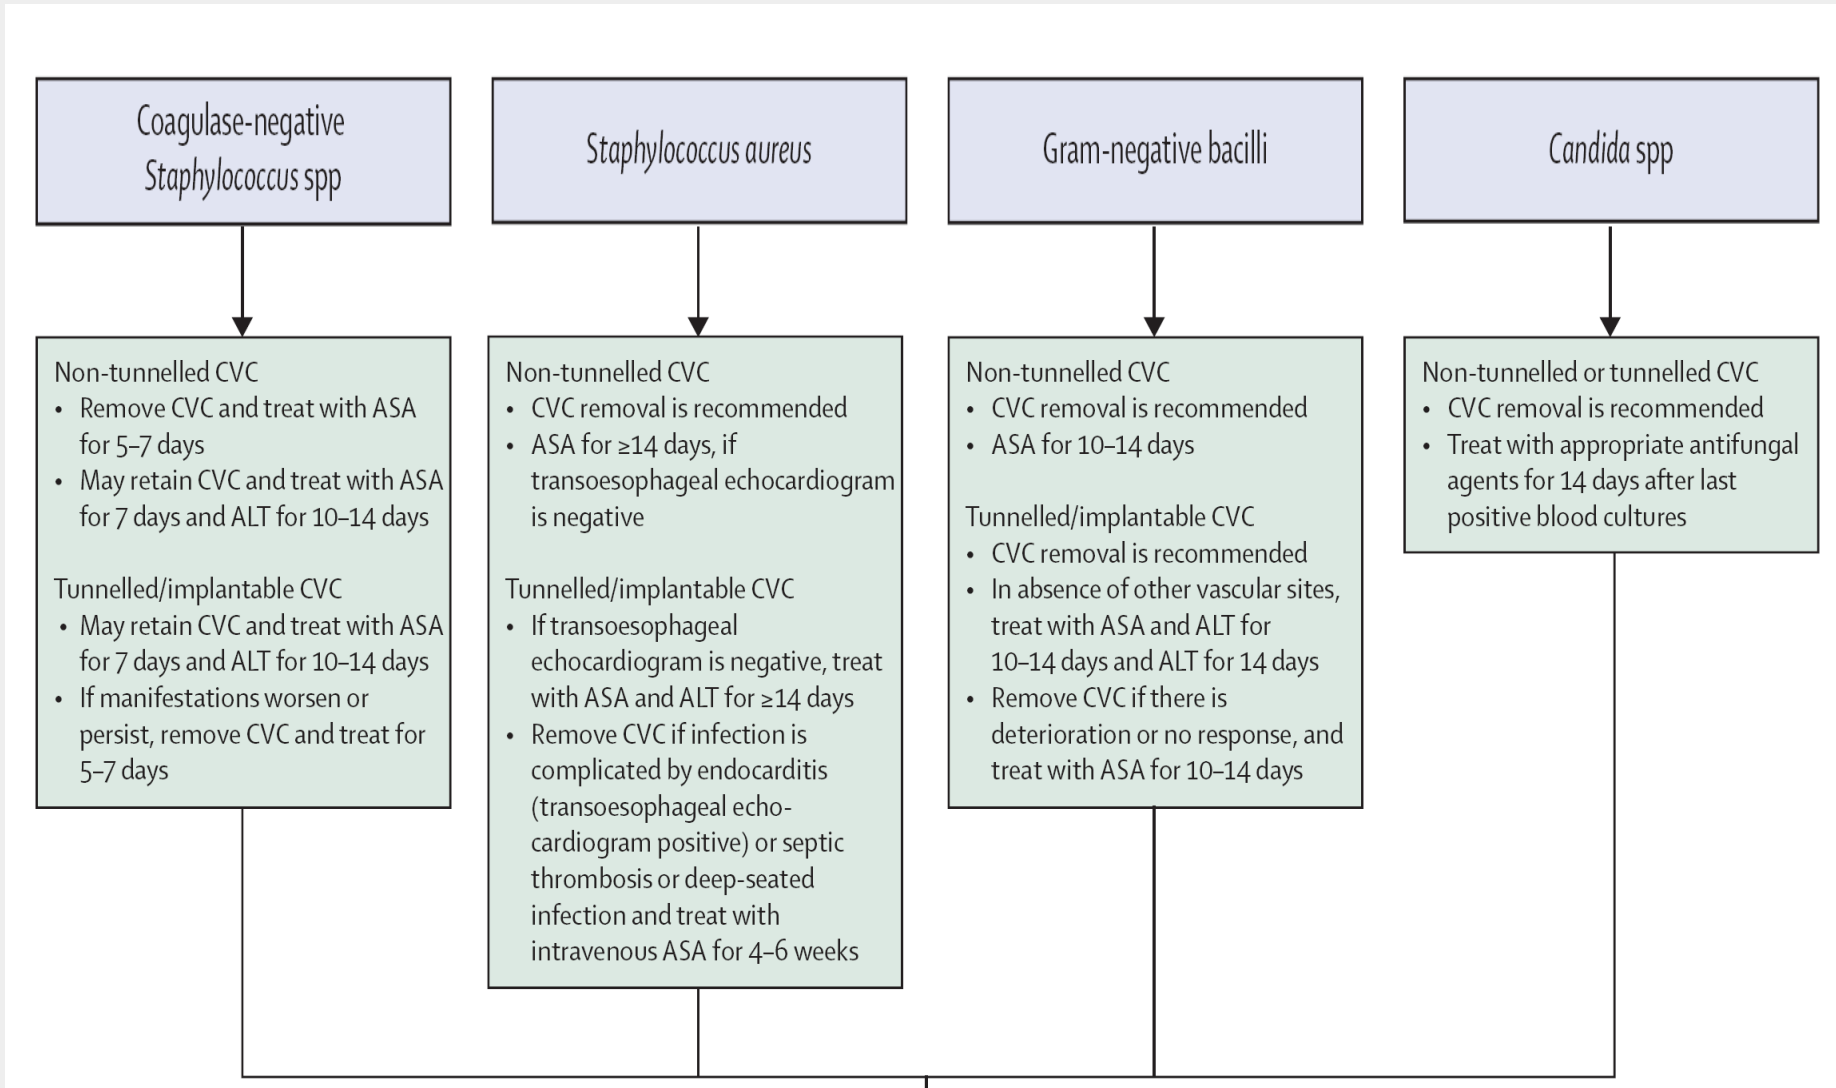 Coagulase-negative
Staphylococcus spp
Staphylococcus aureus
Gram-negative bacilli
Candida spp
Non-tunnelled CVC
• Remove CVC and treat with ASA
for 5–7 days
• May retain CVC and treat with ASA
for 7 days and ALT for 10–14 days
Tunnelled/implantable CVC
• May retain CVC and treat with ASA
for 7 days and ALT for 10–14 days
• If manifestations worsen or
persist, remove CVC and treat for
5–7 days
Non-tunnelled CVC
• CVC removal is recommended
• ASA for ≥14 days, if
transoesophageal echocardiogram
is negative
Tunnelled/implantable CVC
• If transoesophageal
echocardiogram is negative, treat
with ASA and ALT for ≥14 days
• Remove CVC if infection is
complicated by endocarditis
(transoesophageal echo-
cardiogram positive) or septic
thrombosis or deep-seated
infection and treat with
intravenous ASA for 4–6 weeks
Non-tunnelled CVC
• CVC removal is recommended
• ASA for 10–14 days
Tunnelled/implantable CVC
• CVC removal is recommended
• In absence of other vascular sites,
treat with ASA and ALT for
10–14 days and ALT for 14 days
• Remove CVC if there is
deterioration or no response, and
treat with ASA for 10–14 days
Non-tunnelled or tunnelled CVC
• CVC removal is recommended
• Treat with appropriate antifungal
agents for 14 days after last
positive blood cultures